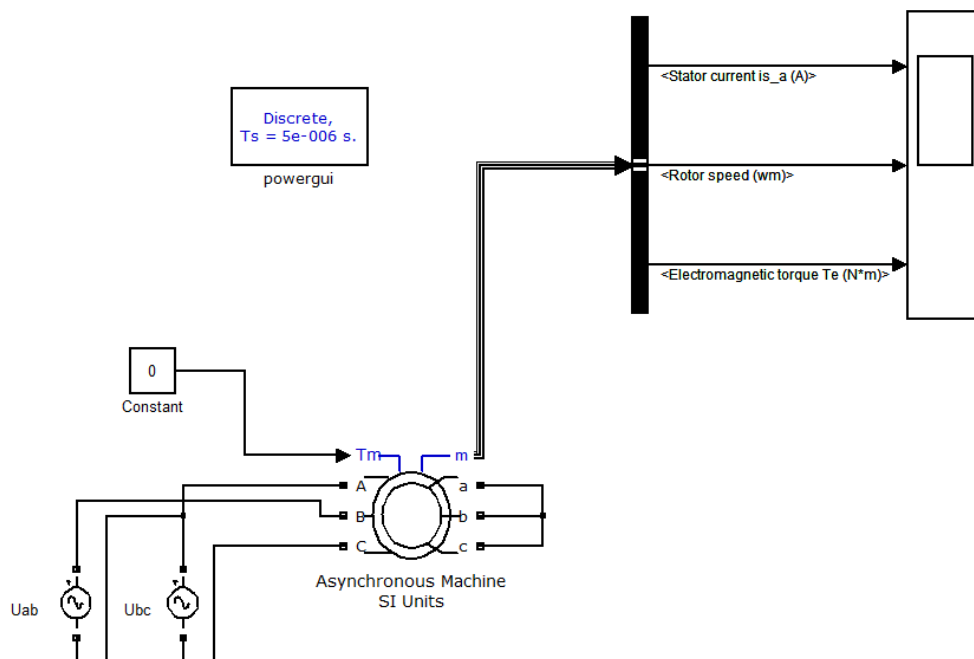 <Stator current is_a (A)>
Discrete,
Ts = 5e-006 s.
powergui
<Rotor speed (wm)>
<Electromagnetic torque Te (N*m)>
0
Constant
Tm
m
A
a
B
b
C
c
Asynchronous Machine
SI Units
Uab
Ubc